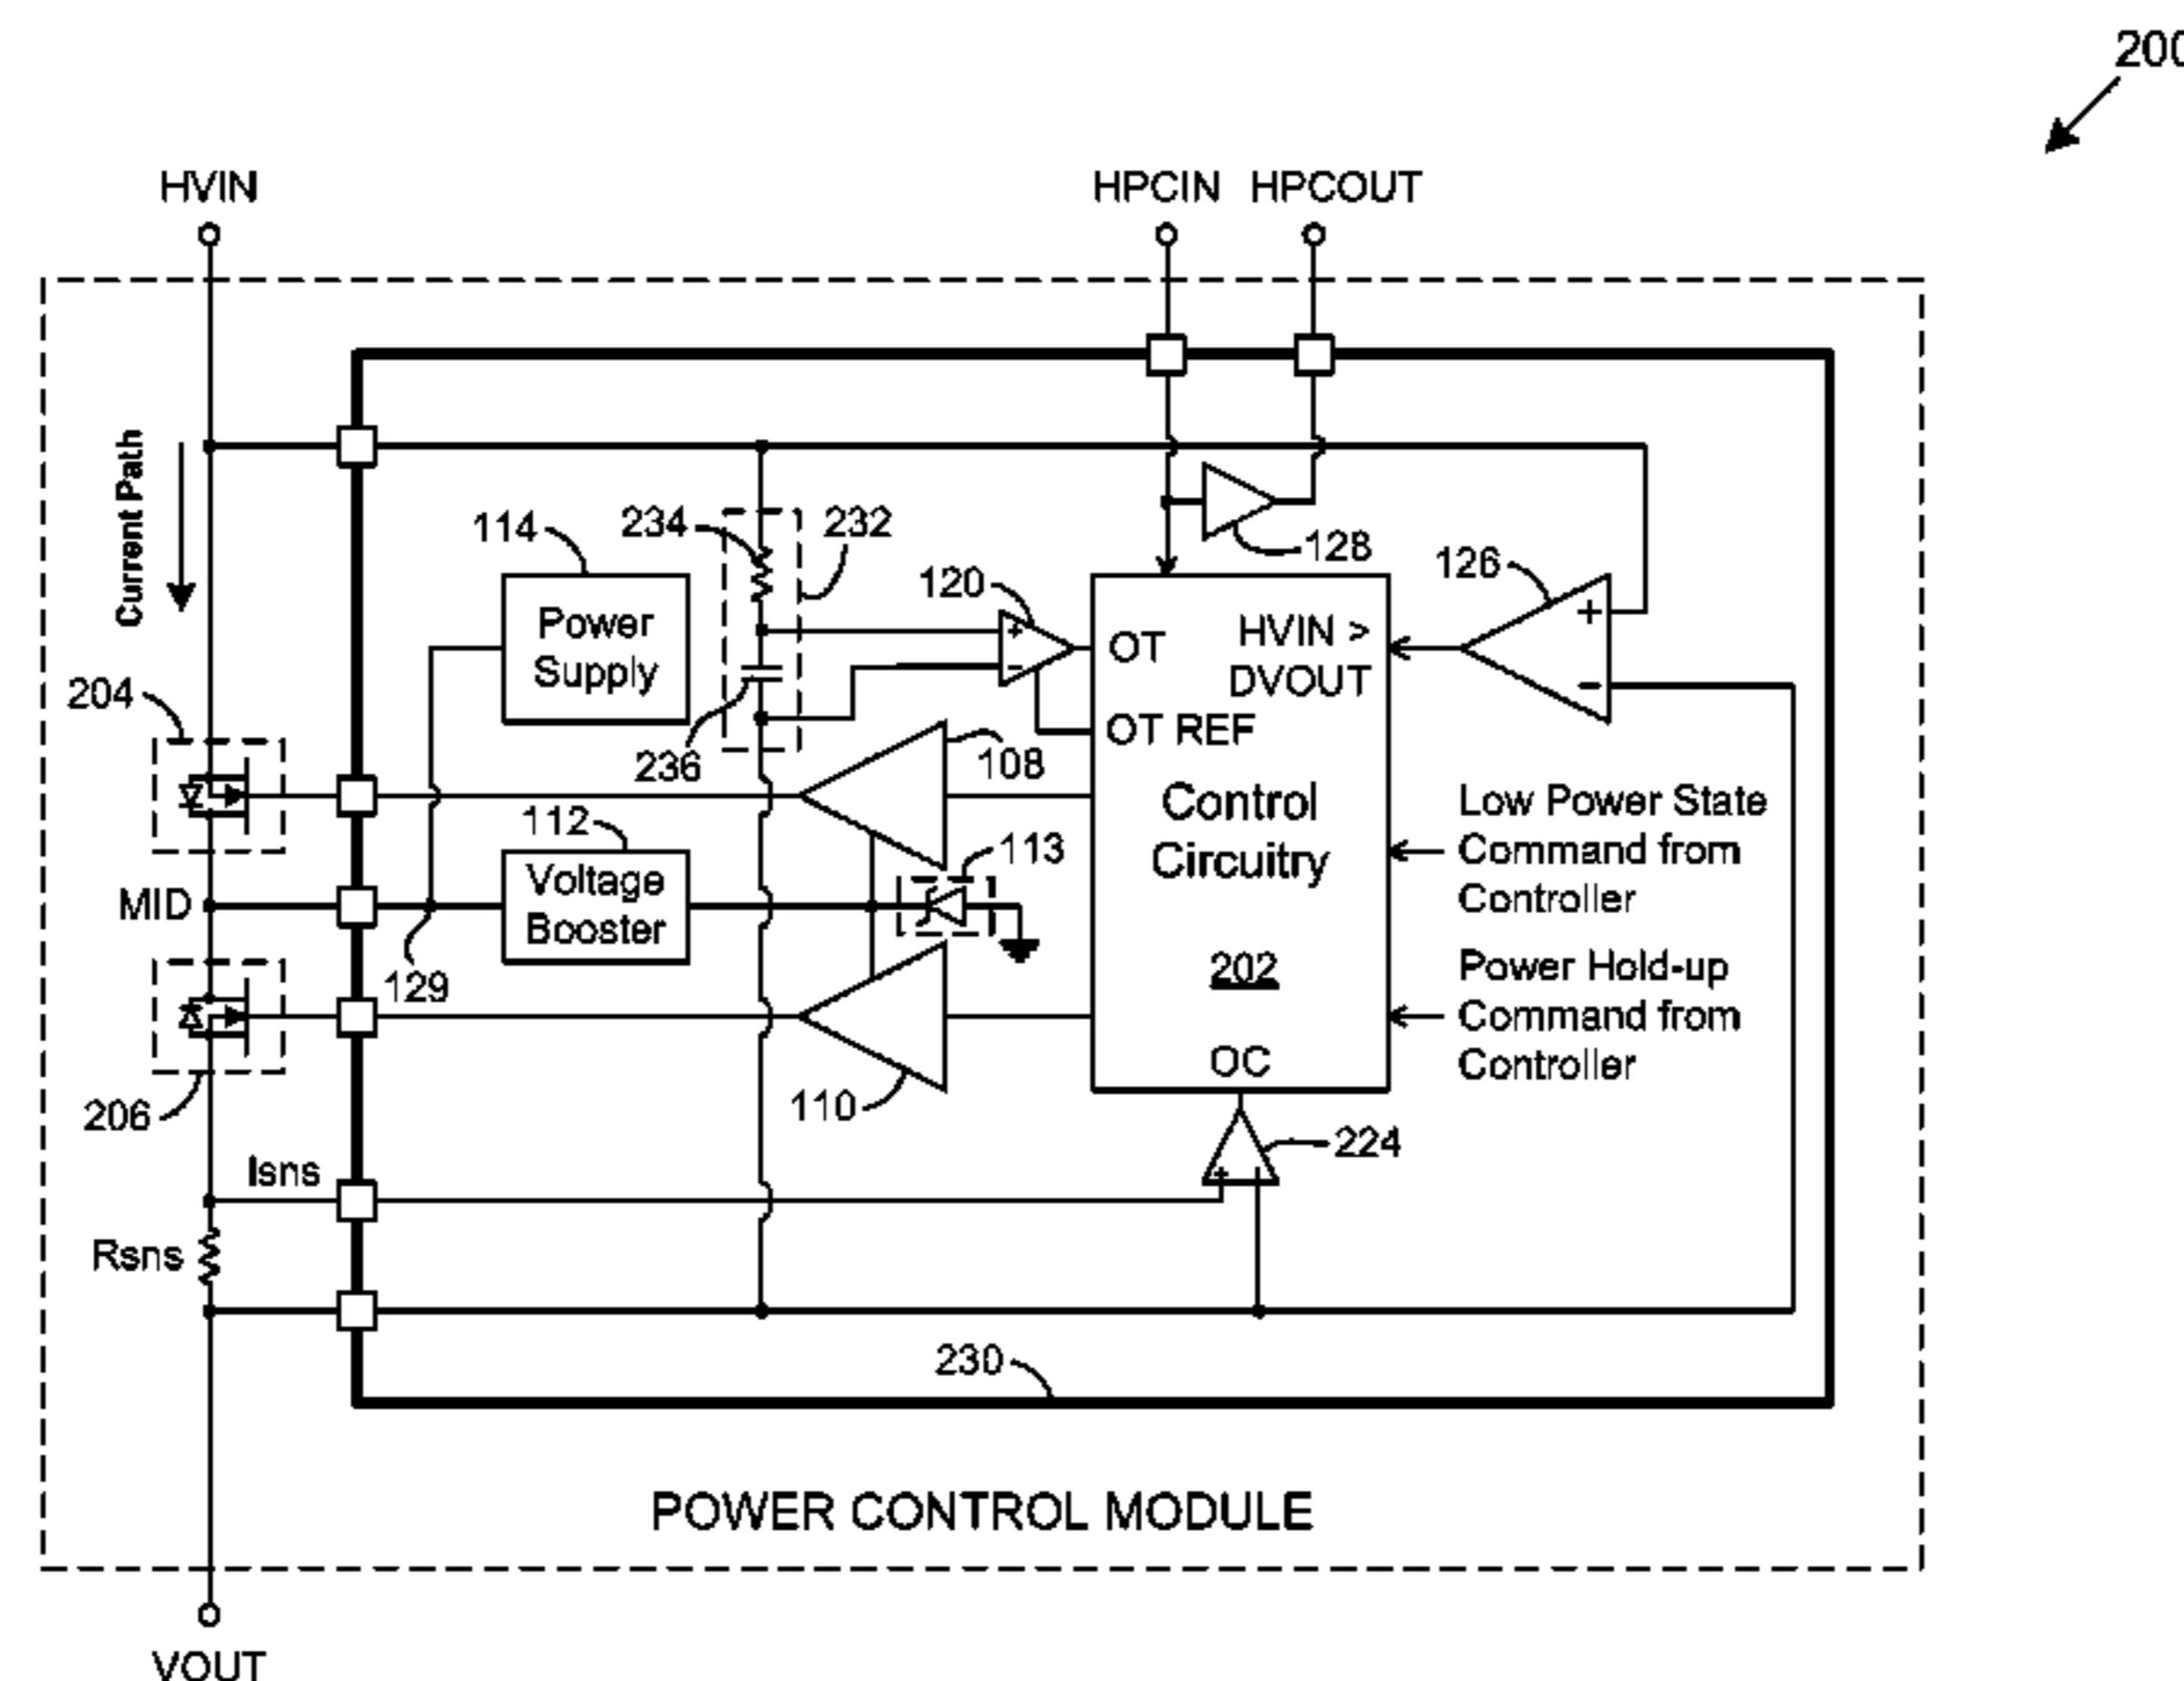 200
HVIN
HPCIN HPCOUT
Current Path
114
234
232
128
120
126
Power
Supply
+
-
OT
HVIN >
DVOUT
+
-
204
OT REF
236
108
Control
Circuitry
Low Power State
Command from
Controller
112
113
Voltage
Booster
MID
202
129
Power Hold-up
Command from
Controller
OC
206
110
224
Isns
+
Rsns
230
POWER CONTROL MODULE
VOUT